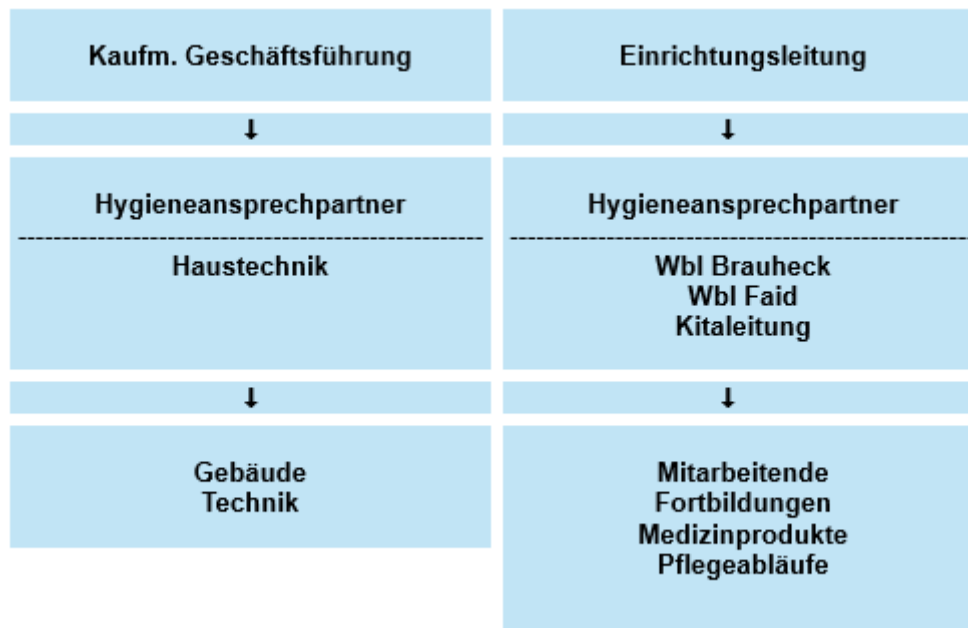 Kaufm. Geschäftsführung
Einrichtungsleitung
↓
↓
Hygieneansprechpartner
Haustechnik
Hygieneansprechpartner
Wbl Brauheck
Wbl Faid
Kitaleitung
↓
↓
Gebäude
Technik
Mitarbeitende
Fortbildungen
Medizinprodukte
Pflegeabläufe